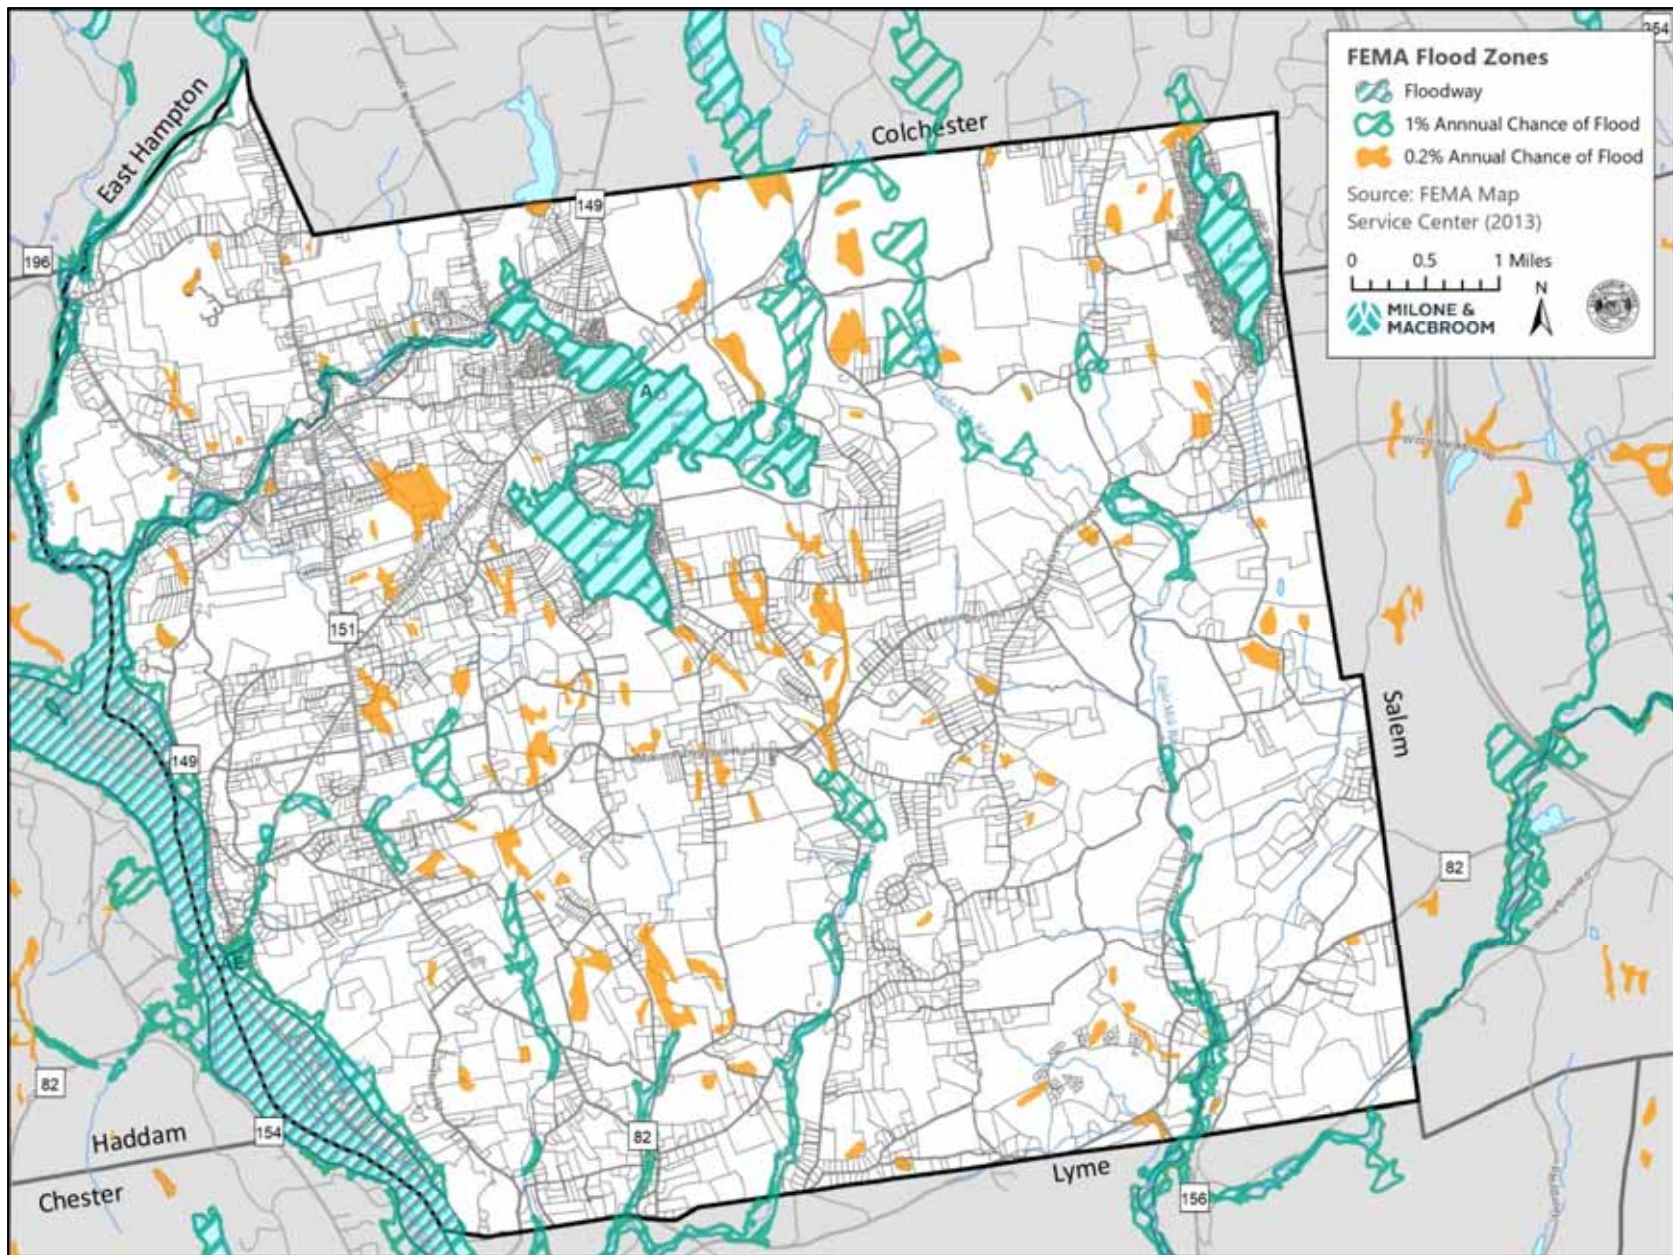 354
FEMA Flood Zones
Floodway
1% Annnual Chance of Flood
0.2% Annual Chance of Flood
Source: FEMA Map
Service Center (2013)
0 0.5 1 Miles
N
MILONE &
MACBROOM
East Hampton
Colchester
149
196
A
151
149
Salem
82
AE
82
Haddam
154
82
Chester
Lyme
156